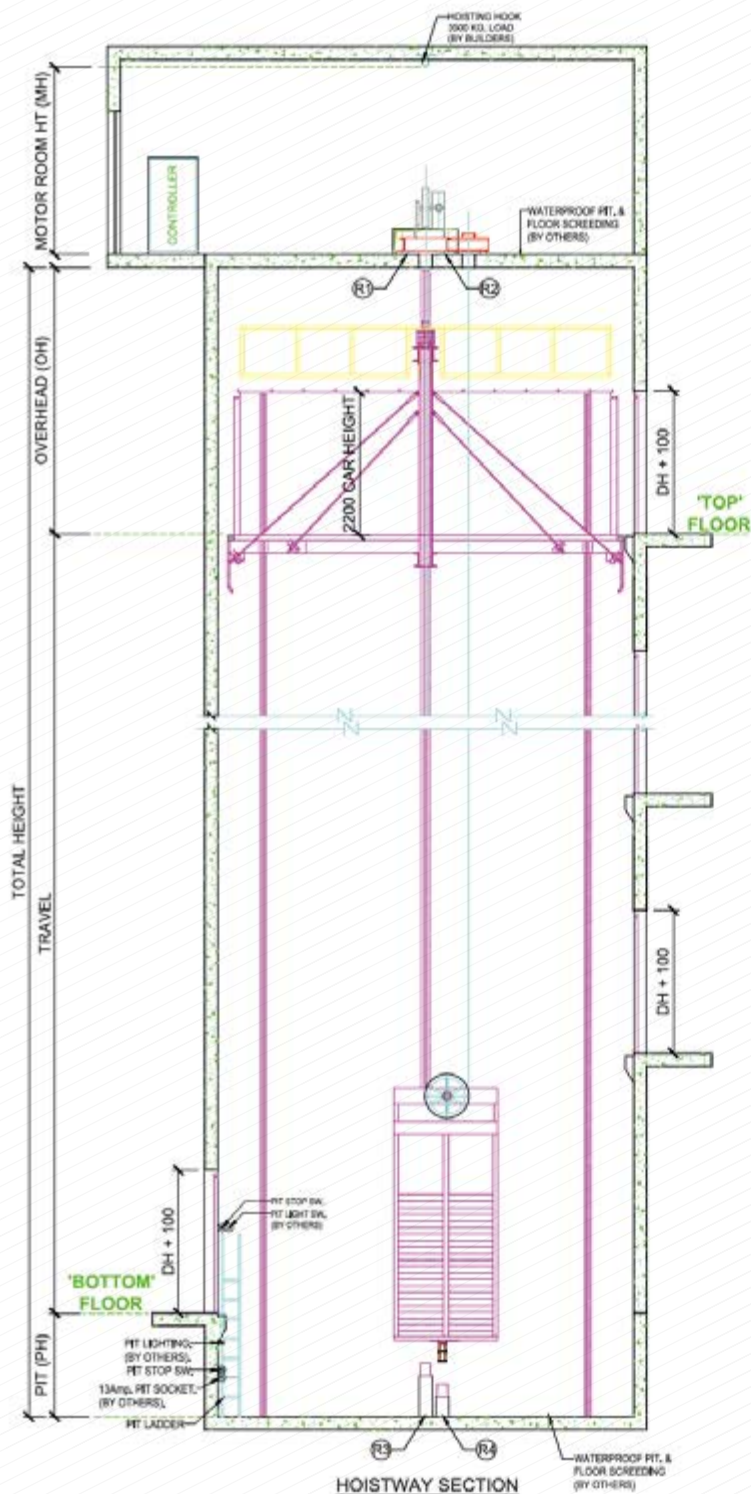 HOISTING HOOK
3500 KG. LOAD
(BY BUILDERS)
MOTOR ROOM HT (MH)
CONTROLLER
WATERPROOF PIT, &
FLOOR SCREEDING
(BY OTHERS)
R1
R2
OVERHEAD (OH)
2200 CAR HEIGHT
DH + 100
'TOP'
FLOOR
TOTAL HEIGHT
TRAVEL
DH + 100
DH + 100
PIT STOP SW.
PIT LIGHT SW.
(BY OTHERS)
'BOTTOM'
FLOOR
PIT (PH)
PIT LIGHTING.
(BY OTHERS).
PIT STOP SW.
13Amp. PIT SOCKET.
(BY OTHERS).
PIT LADDER
R3
R4
WATERPROOF PIT, &
FLOOR SCREEDING
(BY OTHERS)
HOISTWAY SECTION